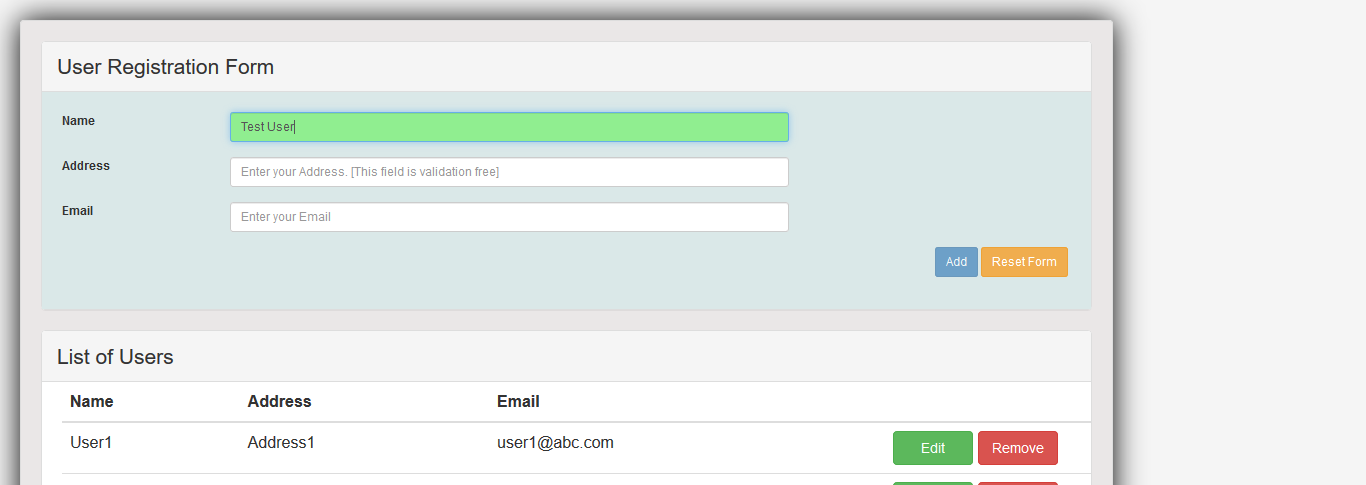 User Registration Form
Name
Test User
Address
Enter your Address. [This field is validation free]
Email
Enter your Email
Add Reset Form
List of Users
Name Address Email
User1 Address1 user1@abc.com Edit Remove